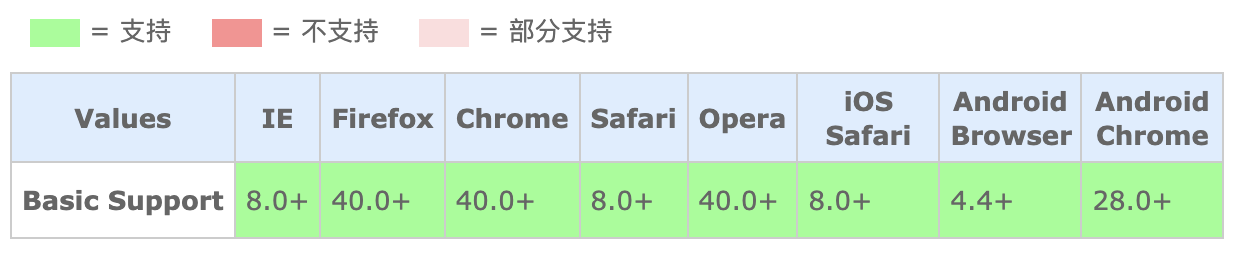 = 支持 = 不支持 = 部分支持
Values IE Firefox Chrome Safari Opera iOS Safari Android Browser Android Chrome
Basic Support 8.0+ 40.0+ 40.0+ 8.0+ 40.0+ 8.0+ 4.4+ 28.0+